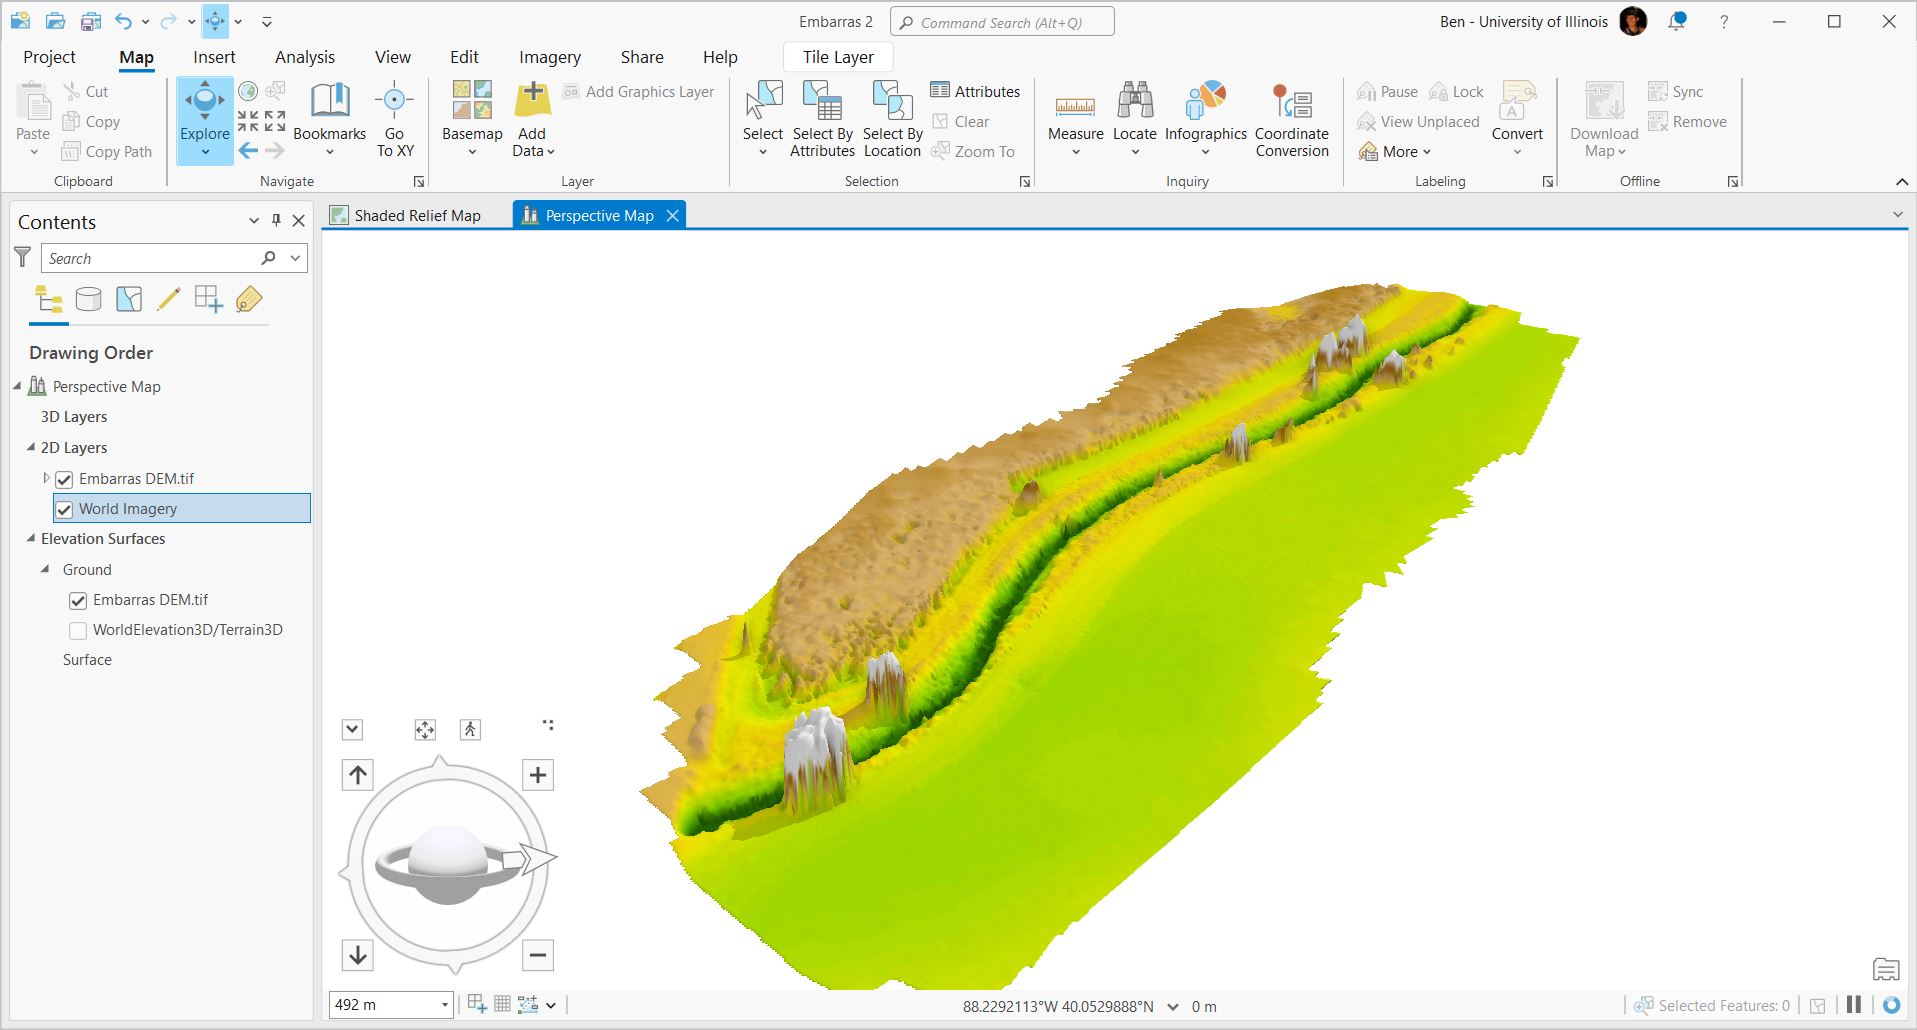 Embarras 2
Command Search (Alt+Q)
Ben - University of Illinois
?
Project
Map
Insert
Analysis
View
Edit
Imagery
Share
Help
Tile Layer
Paste
Cut
Copy
Copy Path
Clipboard
Explore
Bookmarks
Go
To XY
Navigate
Basemap
Add
Data
Add Graphics Layer
Layer
Select
Select By
Attributes
Select By
Location
Attributes
Clear
Zoom To
Selection
Measure
Locate
Infographics
Coordinate
Conversion
Inquiry
Pause
Lock
View Unplaced
More
Convert
Labeling
Download
Map
Sync
Remove
Offline
Contents
Search
Drawing Order
Perspective Map
3D Layers
2D Layers
Embarras DEM.tif
World Imagery
Elevation Surfaces
Ground
Embarras DEM.tif
WorldElevation3D/Terrain3D
Surface
Shaded Relief Map
Perspective Map
492 m
88.2292113°W 40.0529888°N
0 m
Selected Features: 0